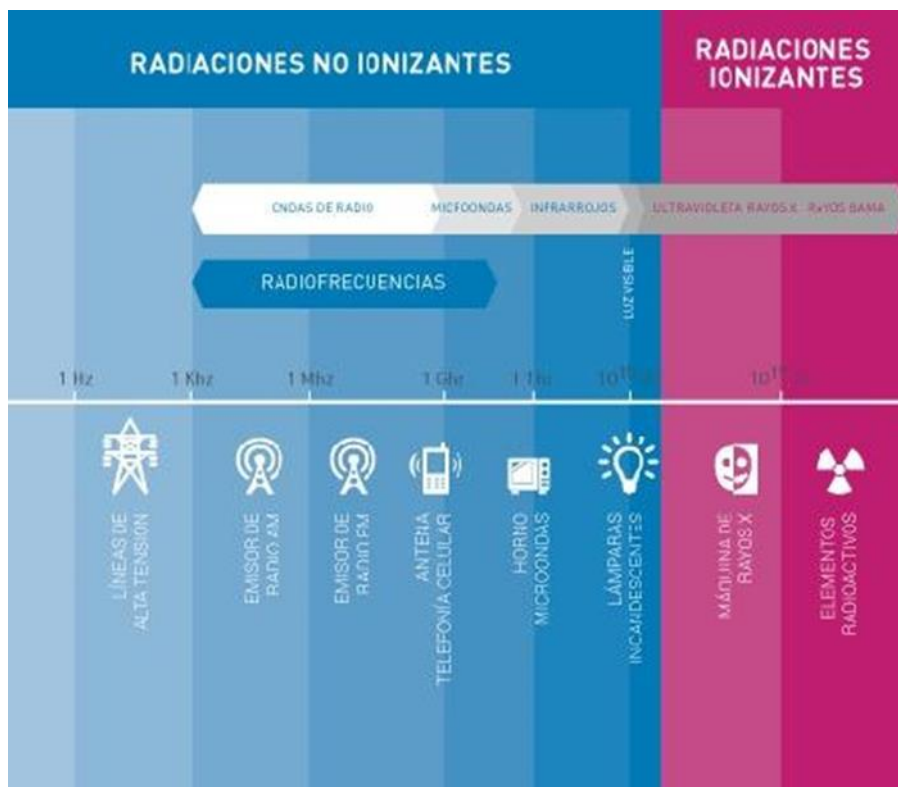 RADIACIONES NO IONIZANTES
RADIACIONES
IONIZANTES
CNDAS DE RADIO
MICFOONDAS
INFRARROJOS
ULTRAVIOLETA RAYOS X RAYOS GAMA
LUZ VISIBLE
RADIOFRECUENCIAS
1 Hz
1 Khz
1 Mhz
1 Ghz
1 Thz
LÍNEAS DE
ALTA TENSIÓN
EMISOR DE
RADIO AM
EMISOR DE
RADIO FM
ANTENA
TELEFONÍA CELULAR
HORNO
MICROONDAS
LÁMPARAS
INCANDESCENTES
MÁQUINA DE
RAYOS X
ELEMENTOS
RADIOACTIVOS